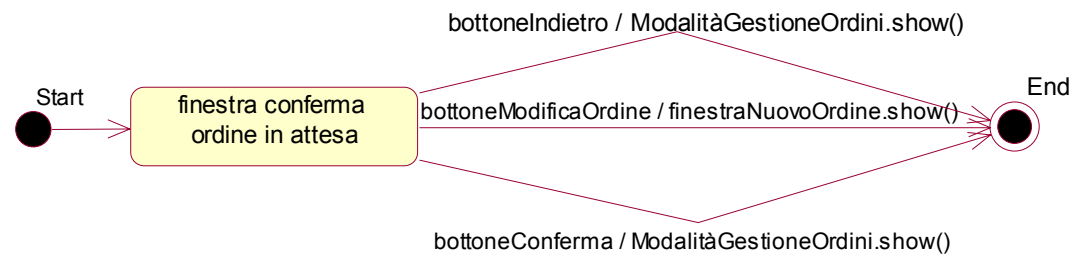 bottoneIndietro / ModalitàGestioneOrdini.show()
Start
End
finestra conferma
ordine in attesa
bottoneModificaOrdine / finestraNuovoOrdine.show()
bottoneConferma / ModalitàGestioneOrdini.show()